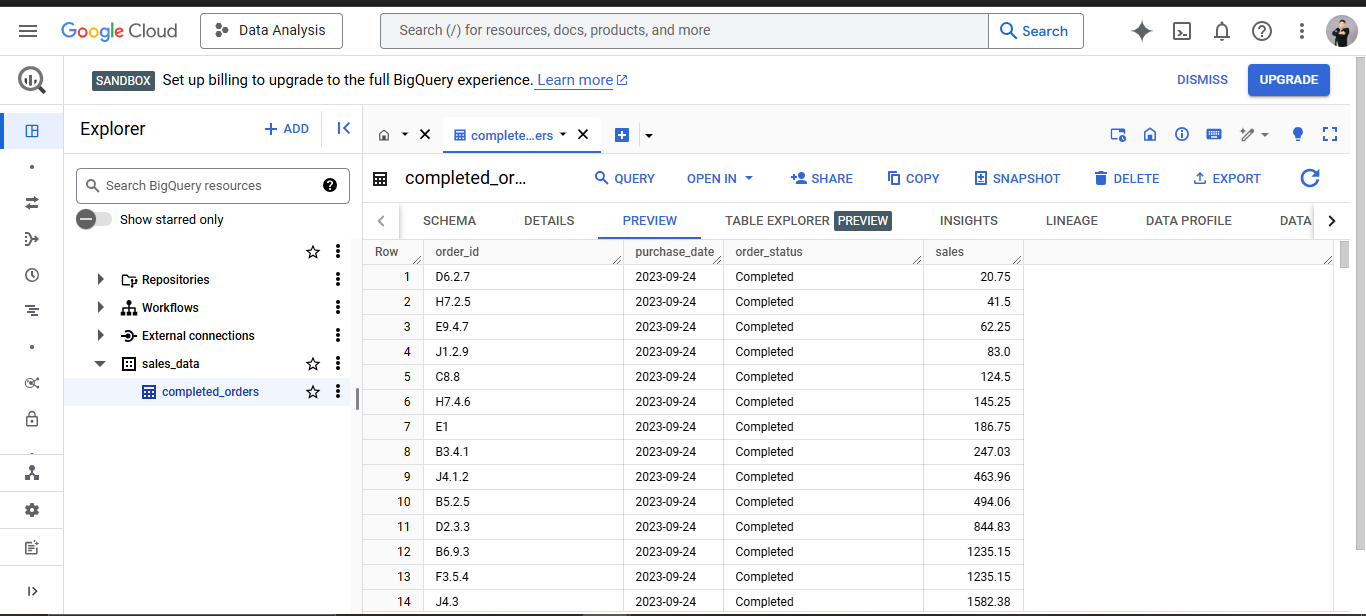 Google Cloud Data Analysis Search (/) for resources, docs, products, and more Search
SANDBOX Set up billing to upgrade to the full BigQuery experience. Learn more DISMISS UPGRADE
Explorer + ADD
complete...ers
Search BigQuery resources
completed_or... QUERY OPEN IN SHARE COPY SNAPSHOT DELETE EXPORT
Show starred only
SCHEMA DETAILS PREVIEW TABLE EXPLORER PREVIEW INSIGHTS LINEAGE DATA PROFILE DATA
Repositories
Workflows
External connections
sales_data
completed_orders
Row order_id purchase_date order_status sales
1 D6.2.7 2023-09-24 Completed 20.75
2 H7.2.5 2023-09-24 Completed 41.5
3 E9.4.7 2023-09-24 Completed 62.25
4 J1.2.9 2023-09-24 Completed 83.0
5 C8.8 2023-09-24 Completed 124.5
6 H7.4.6 2023-09-24 Completed 145.25
7 E1 2023-09-24 Completed 186.75
8 B3.4.1 2023-09-24 Completed 247.03
9 J4.1.2 2023-09-24 Completed 463.96
10 B5.2.5 2023-09-24 Completed 494.06
11 D2.3.3 2023-09-24 Completed 844.83
12 B6.9.3 2023-09-24 Completed 1235.15
13 F3.5.4 2023-09-24 Completed 1235.15
14 J4.3 2023-09-24 Completed 1582.38